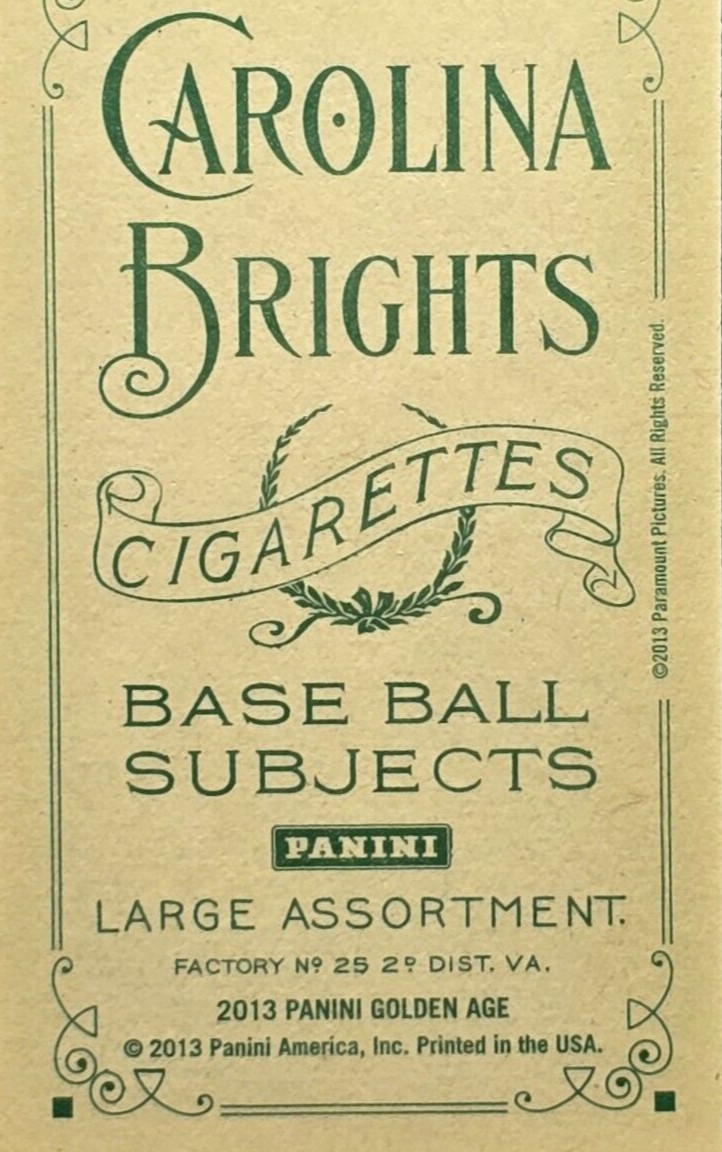 CAROLINA
BRIGHTS
CIGARETTES
BASE BALL
SUBJECTS
PANINI
LARGE ASSORTMENT.
FACTORY Nº 25 2ᴰ DIST. VA.
2013 PANINI GOLDEN AGE
© 2013 Panini America, Inc. Printed in the USA.
©2013 Paramount Pictures. All Rights Reserved.